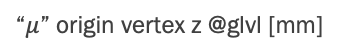 “𝜇” origin vertex z @glvl [mm]